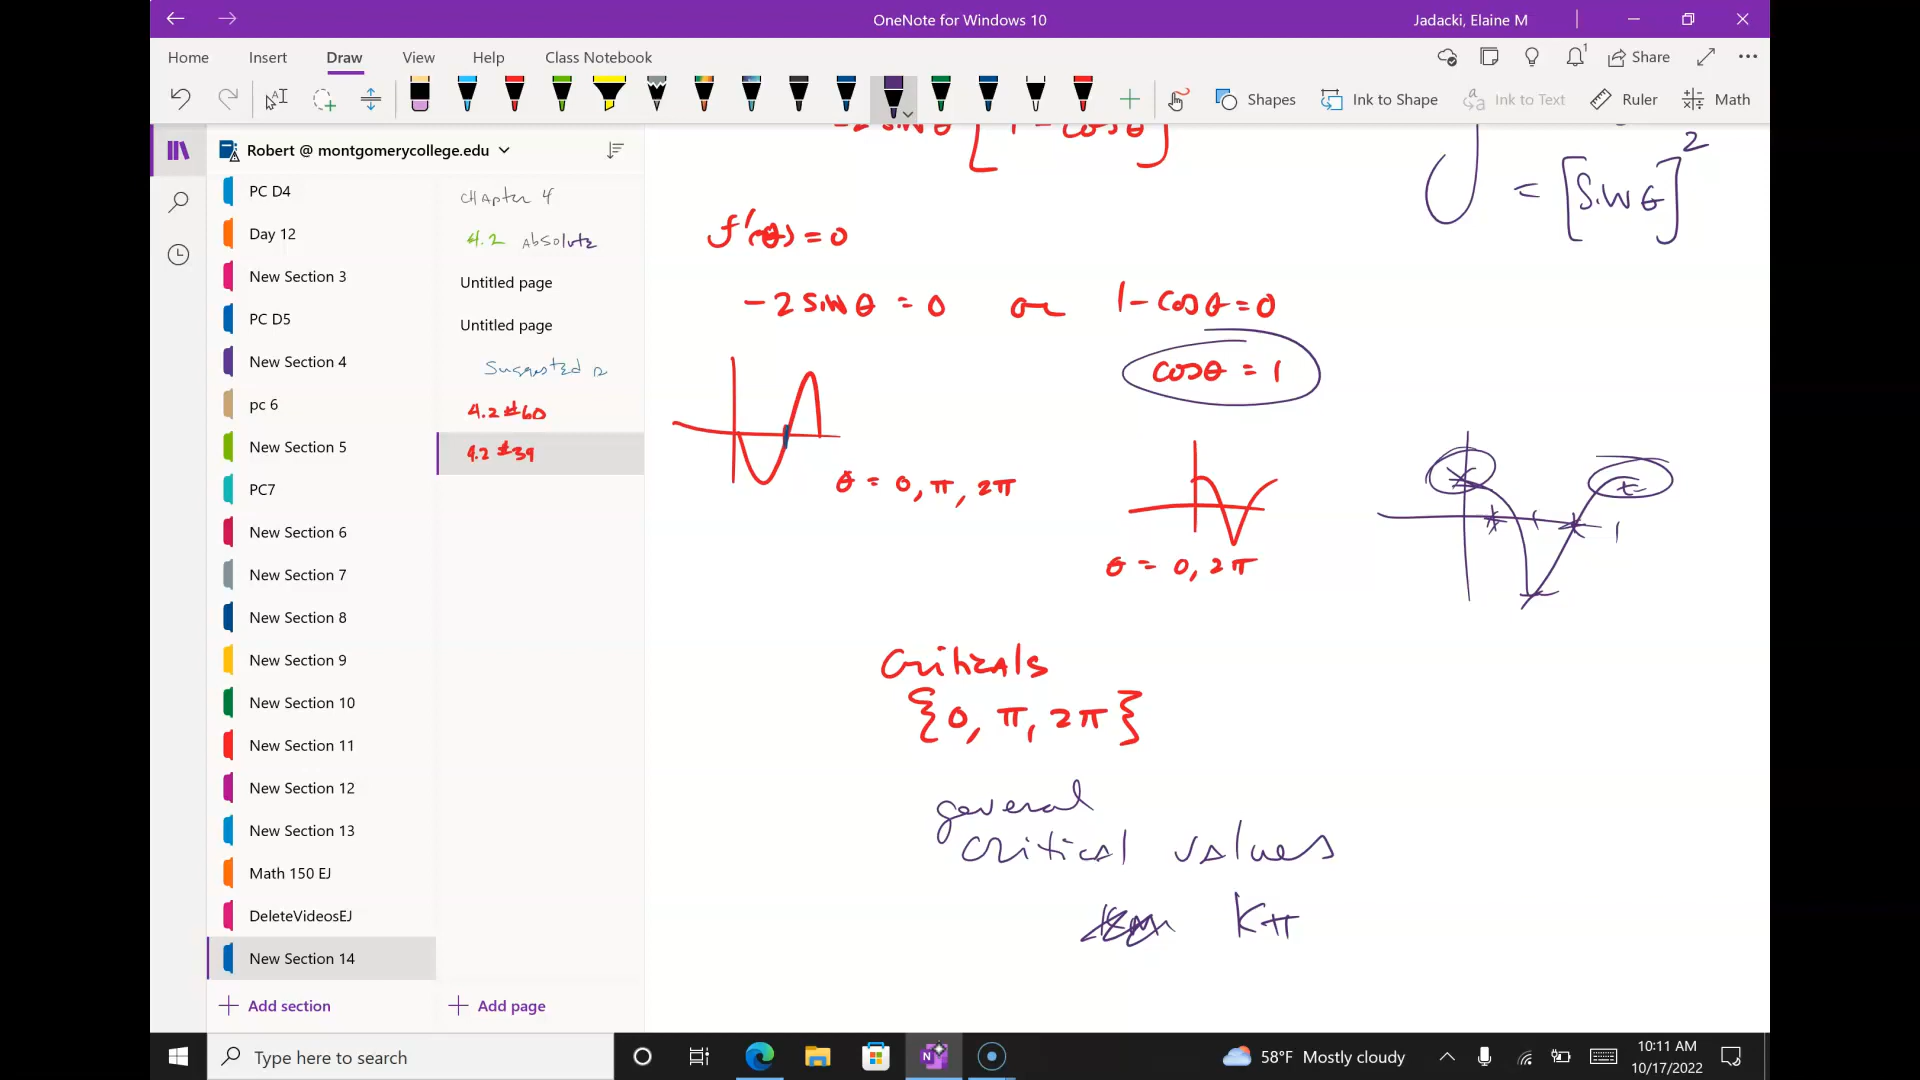 OneNote for Windows 10
Jadacki, Elaine M
Home Insert Draw View Help Class Notebook
1
Share
Shapes
Ink to Shape
Ink to Text
Ruler
Math
Robert @ montgomerycollege.edu
PC D4
Day 12
New Section 3
PC D5
New Section 4
pc 6
New Section 5
PC7
New Section 6
New Section 7
New Section 8
New Section 9
New Section 10
New Section 11
New Section 12
New Section 13
Math 150 EJ
DeleteVideosEJ
New Section 14
Add section
Chapter 4
4.2 Absolute
Untitled page
Untitled page
Suggested
4.2 #60
4.2 #39
Add page
-2 sin θ [1 - cos θ]
= [sin θ]²
f'(θ) = 0
-2 sin θ = 0 or 1 - cos θ = 0
cos θ = 1
θ = 0, π, 2π
θ = 0, 2π
Criticals
{0, π, 2π}
general
critical values
Kπ
Type here to search
58°F Mostly cloudy
10:11 AM
10/17/2022